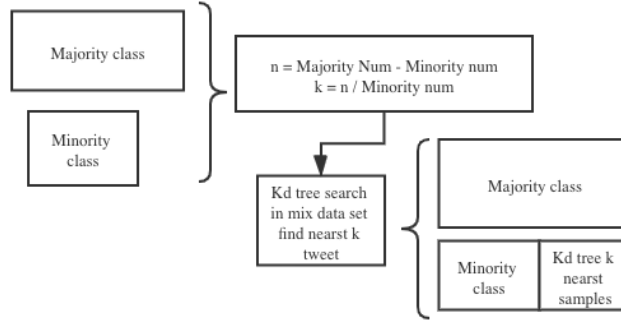 Majority class
Minority
class
n = Majority Num - Minority num
k = n / Minority num
Kd tree search
in mix data set
find nearst k
tweet
Majority class
Minority
class
Kd tree k
nearst
samples